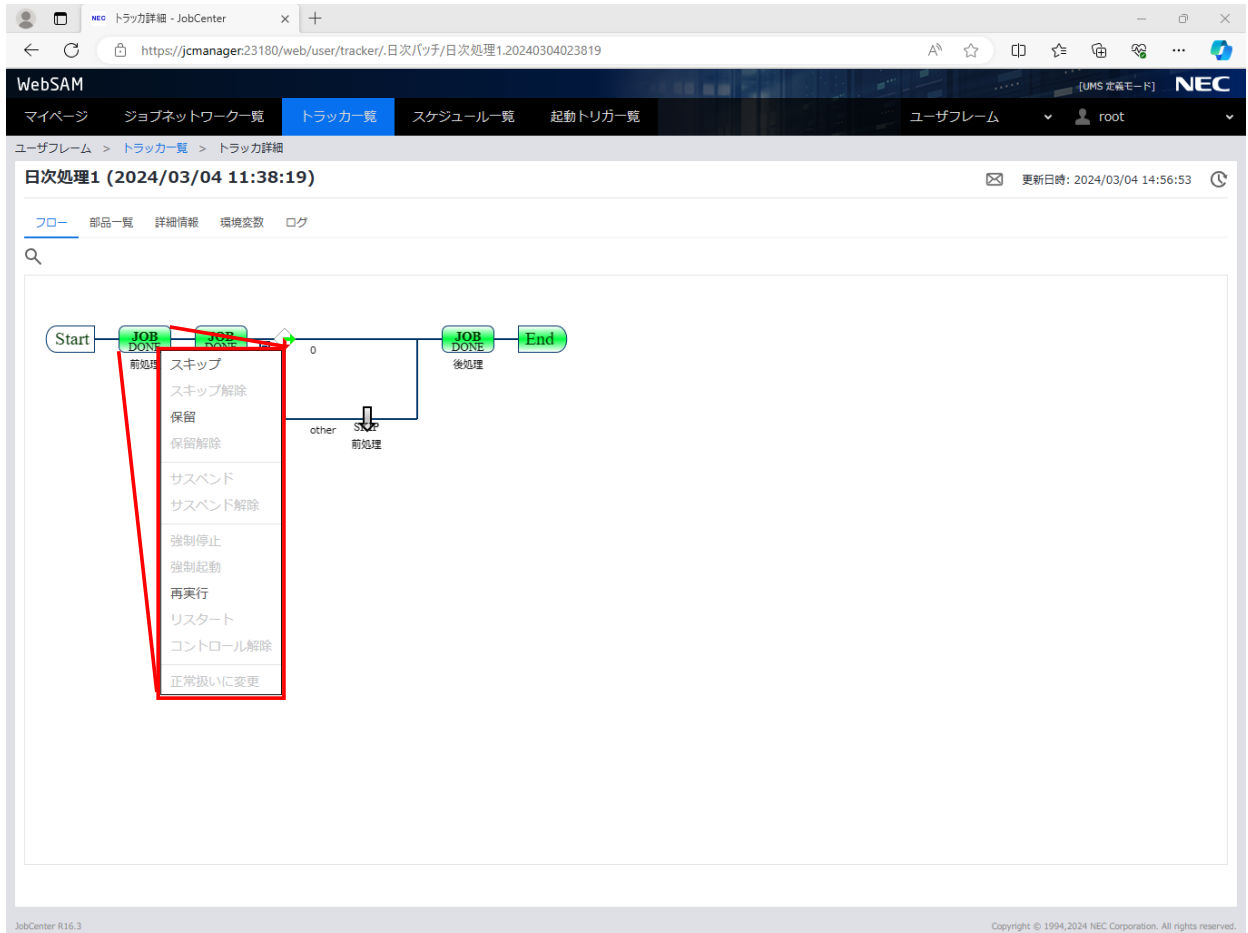 NEC トラッカ詳細 - JobCenter
https://jcmanager:23180/web/user/tracker/.日次バッチ/日次処理1.20240304023819
WebSAM
[UMS 定義モード] NEC
マイページ ジョブネットワーク一覧 トラッカ一覧 スケジュール一覧 起動トリガ一覧 ユーザフレーム root
ユーザフレーム > トラッカ一覧 > トラッカ詳細
日次処理1 (2024/03/04 11:38:19) 更新日時: 2024/03/04 14:56:53
フロー 部品一覧 詳細情報 環境変数 ログ
Start JOB DONE JOB DONE 0 JOB DONE End
前処理 後処理
other SKIP
前処理
スキップ
スキップ解除
保留
保留解除
サスペンド
サスペンド解除
強制停止
強制起動
再実行
リスタート
コントロール解除
正常扱いに変更
JobCenter R16.3 Copyright © 1994,2024 NEC Corporation. All rights reserved.